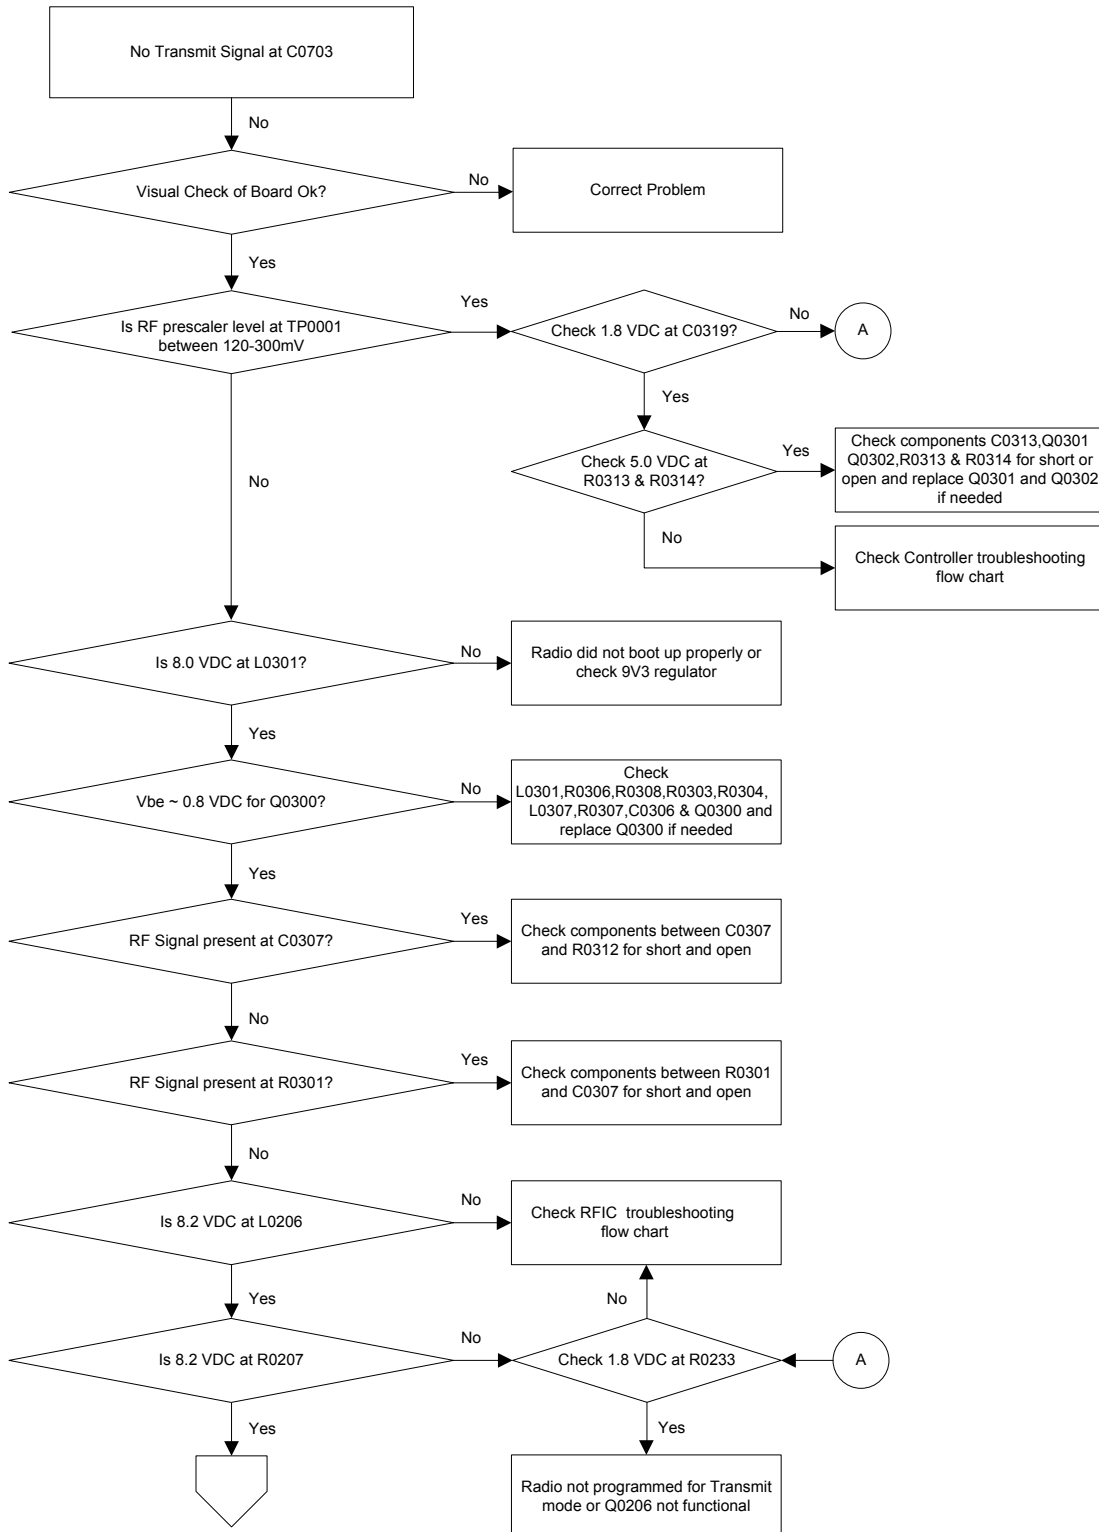 No Transmit Signal at C0703
No
Visual Check of Board Ok?
No
Correct Problem
Yes
Is RF prescaler level at TP0001
between 120-300mV
Yes
Check 1.8 VDC at C0319?
No
A
Yes
Check 5.0 VDC at
R0313 & R0314?
Yes
Check components C0313,Q0301
Q0302,R0313 & R0314 for short or
open and replace Q0301 and Q0302
if needed
No
No
Check Controller troubleshooting
flow chart
Is 8.0 VDC at L0301?
No
Radio did not boot up properly or
check 9V3 regulator
Yes
Vbe ~ 0.8 VDC for Q0300?
No
Check
L0301,R0306,R0308,R0303,R0304,
L0307,R0307,C0306 & Q0300 and
replace Q0300 if needed
Yes
RF Signal present at C0307?
Yes
Check components between C0307
and R0312 for short and open
No
RF Signal present at R0301?
Yes
Check components between R0301
and C0307 for short and open
No
Is 8.2 VDC at L0206
No
Check RFIC troubleshooting
flow chart
Yes
No
Is 8.2 VDC at R0207
No
Check 1.8 VDC at R0233
A
Yes
Yes
Radio not programmed for Transmit
mode or Q0206 not functional